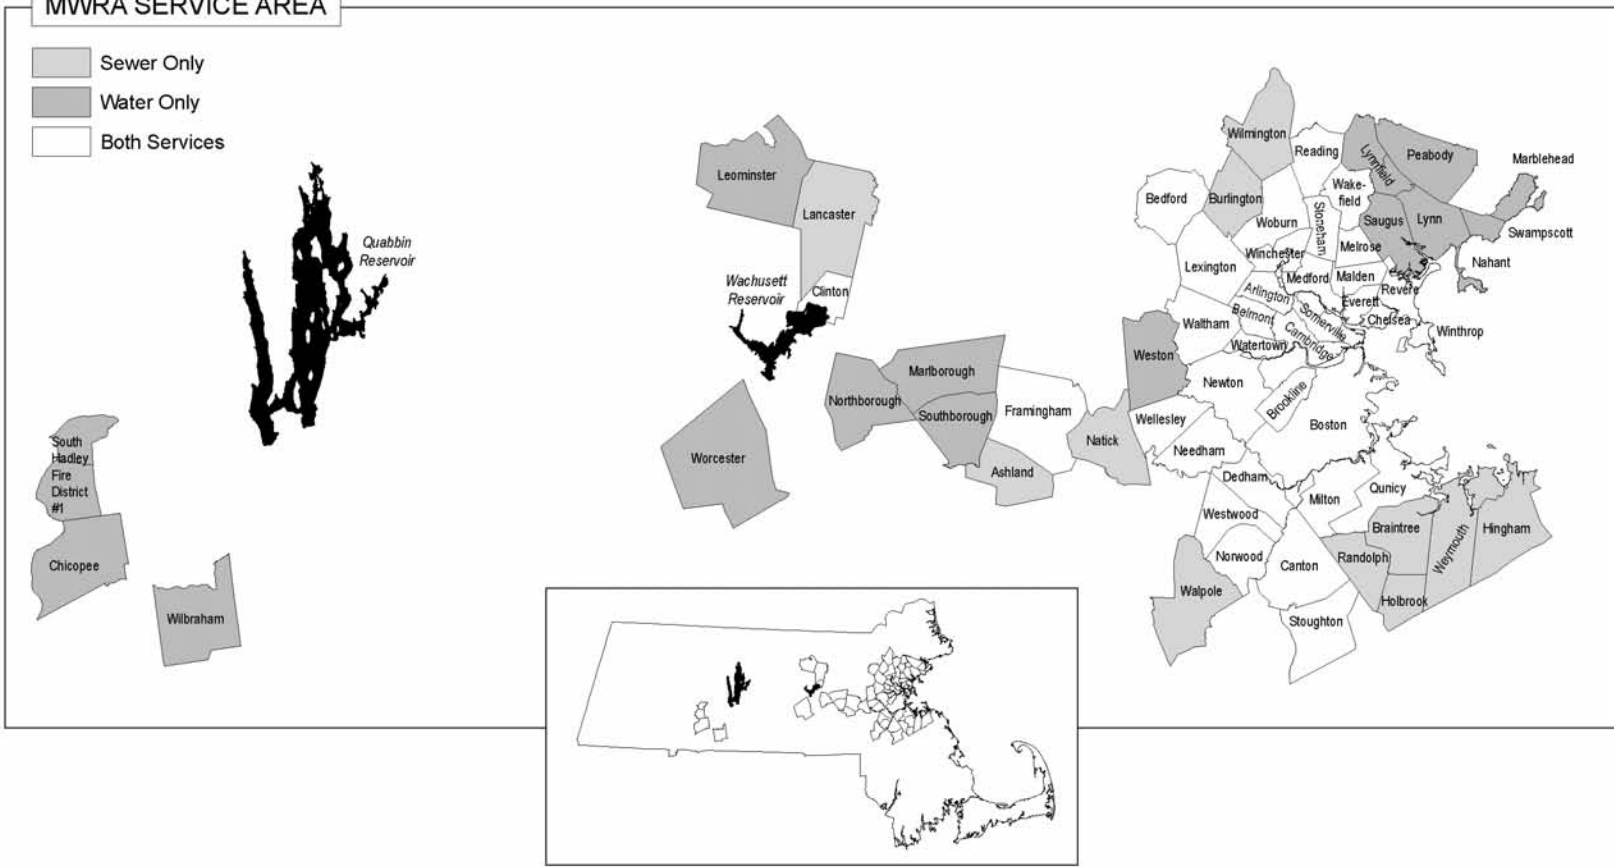 MWRA SERVICE AREA
Sewer Only
Water Only
Both Services
Quabbin
Reservoir
Leominster
Lancaster
Wachusett
Reservoir
Clinton
Wilmington
Reading
Lynnfield
Peabody
Marblehead
Bedford
Burlington
Wake-
field
Woburn
Stoneham
Saugus
Lynn
Swampscott
Winchester
Melrose
Nahant
Lexington
Medford
Malden
Revere
Arlington
Everett
Chelsea
Winthrop
Waltham
Belmont
Somerville
Cambridge
Watertown
Weston
Marlborough
Northborough
Southborough
Framingham
Newton
Brookline
Boston
Wellesley
Natick
Needham
Ashland
Worcester
South
Hadley
Fire
District
#1
Chicopee
Wilbraham
Dedham
Milton
Qunicy
Westwood
Braintree
Weymouth
Hingham
Norwood
Canton
Randolph
Walpole
Holbrook
Stoughton